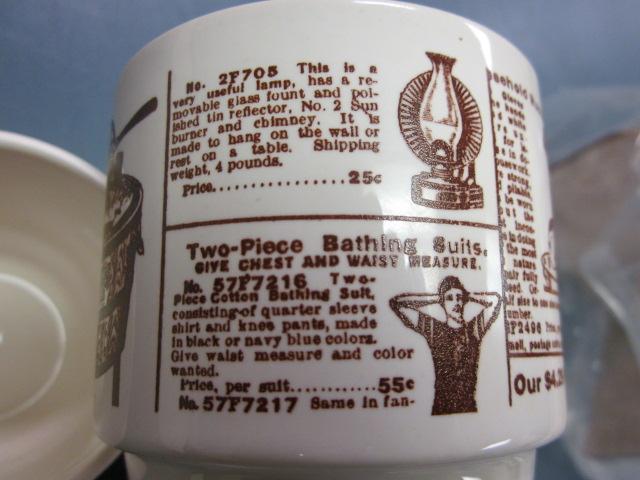 No. 2F705 This is a
very useful lamp, has a re-
movable glass fount and pol-
ished tin reflector, No. 2 Sun
burner and chimney. It is
made to hang on the wall or
rest on a table. Shipping
weight, 4 pounds.
Price................25c
Two-Piece Bathing Suits.
GIVE CHEST AND WAIST MEASURE.
No. 57F7216 Two-
Piece Cotton Bathing Suit,
consisting of quarter sleeve
shirt and knee pants, made
in black or navy blue colors.
Give waist measure and color
wanted.
Price, per suit............55c
No. 57F7217 Same in fan-
Our $4.2